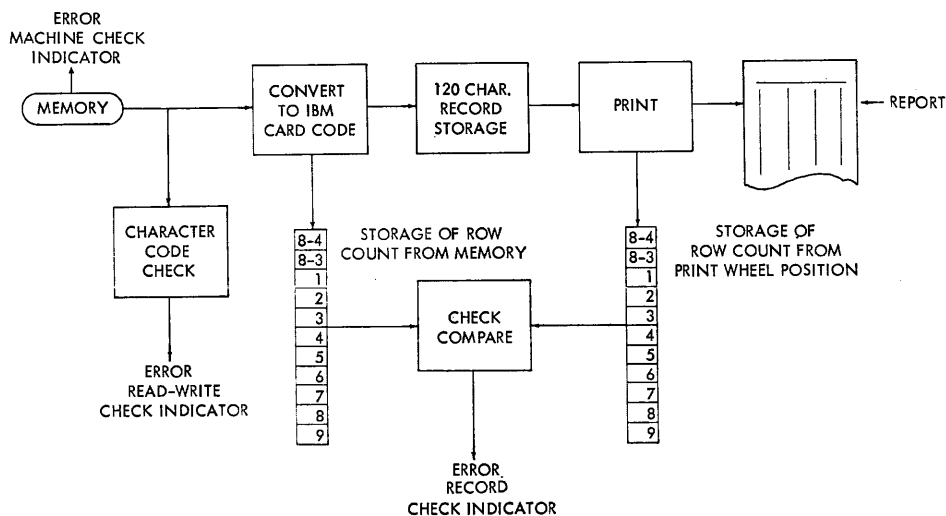 ERROR
MACHINE CHECK
INDICATOR
MEMORY
CONVERT
TO IBM
CARD CODE
120 CHAR.
RECORD
STORAGE
PRINT
REPORT
CHARACTER
CODE
CHECK
ERROR
READ-WRITE
CHECK INDICATOR
8-4
8-3
1
2
3
4
5
6
7
8
9
STORAGE OF ROW
COUNT FROM MEMORY
CHECK
COMPARE
ERROR
RECORD
CHECK INDICATOR
8-4
8-3
1
2
3
4
5
6
7
8
9
STORAGE OF
ROW COUNT FROM
PRINT WHEEL POSITION